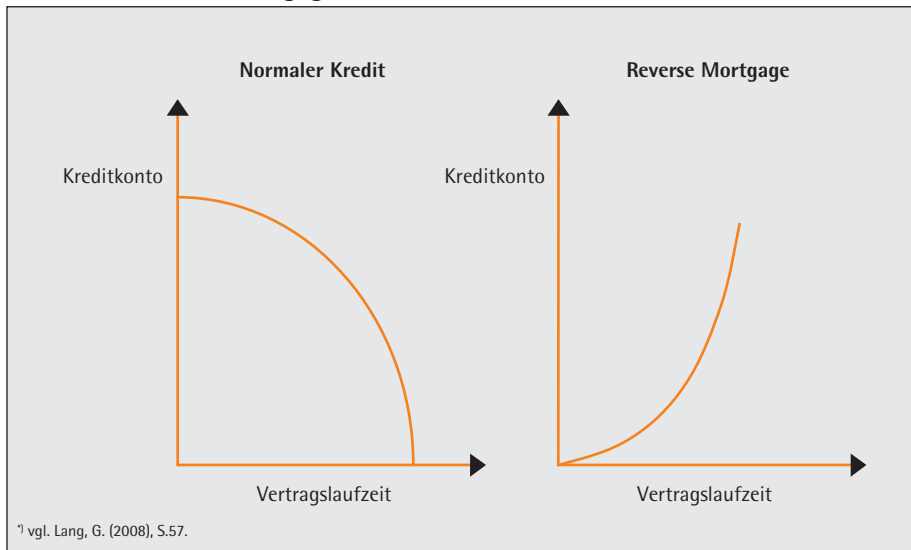 Normaler Kredit
Kreditkonto
Vertragslaufzeit
Reverse Mortgage
Kreditkonto
Vertragslaufzeit
*) vgl. Lang, G. (2008), S.57.